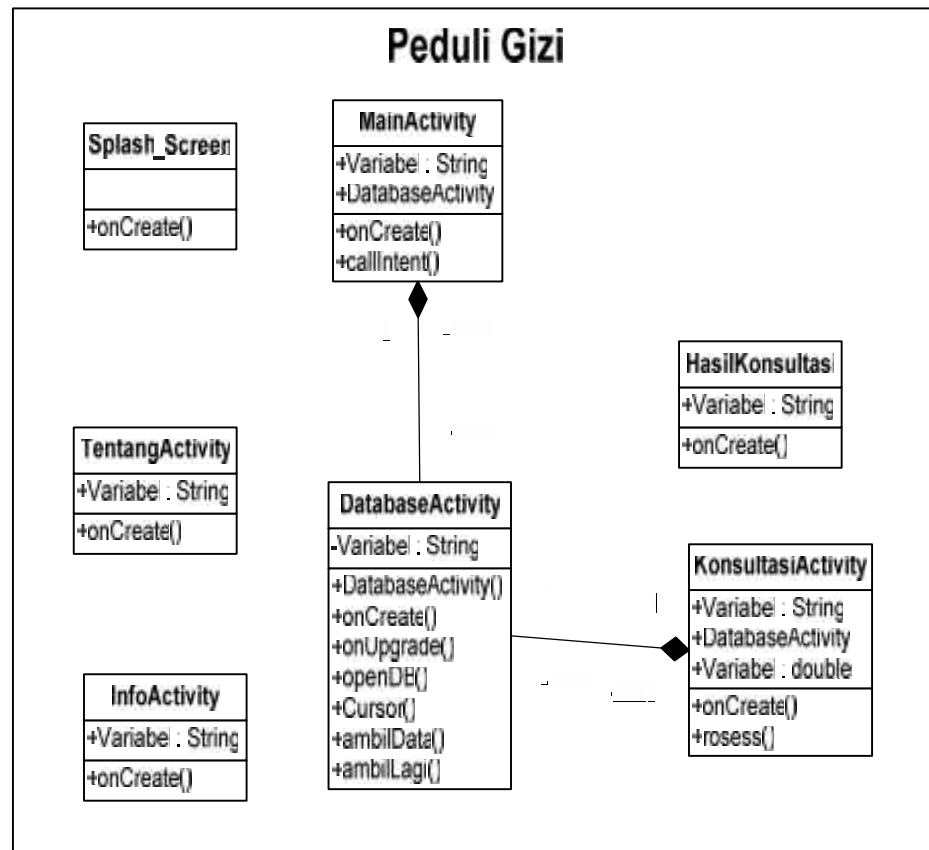 Peduli Gizi
MainActivity
+Variabel : String
+DatabaseActivity
+onCreate()
+callIntent()
Splash_Screen
+onCreate()
HasilKonsultasi
+Variabel : String
+onCreate()
TentangActivity
+Variabel : String
+onCreate()
DatabaseActivity
-Variabel : String
+DatabaseActivity()
+onCreate()
+onUpgrade()
+openDB()
+Cursor()
+ambilData()
+ambilLagi()
KonsultasiActivity
+Variabel : String
+DatabaseActivity
+Variabel : double
+onCreate()
+rosess()
InfoActivity
+Variabel : String
+onCreate()